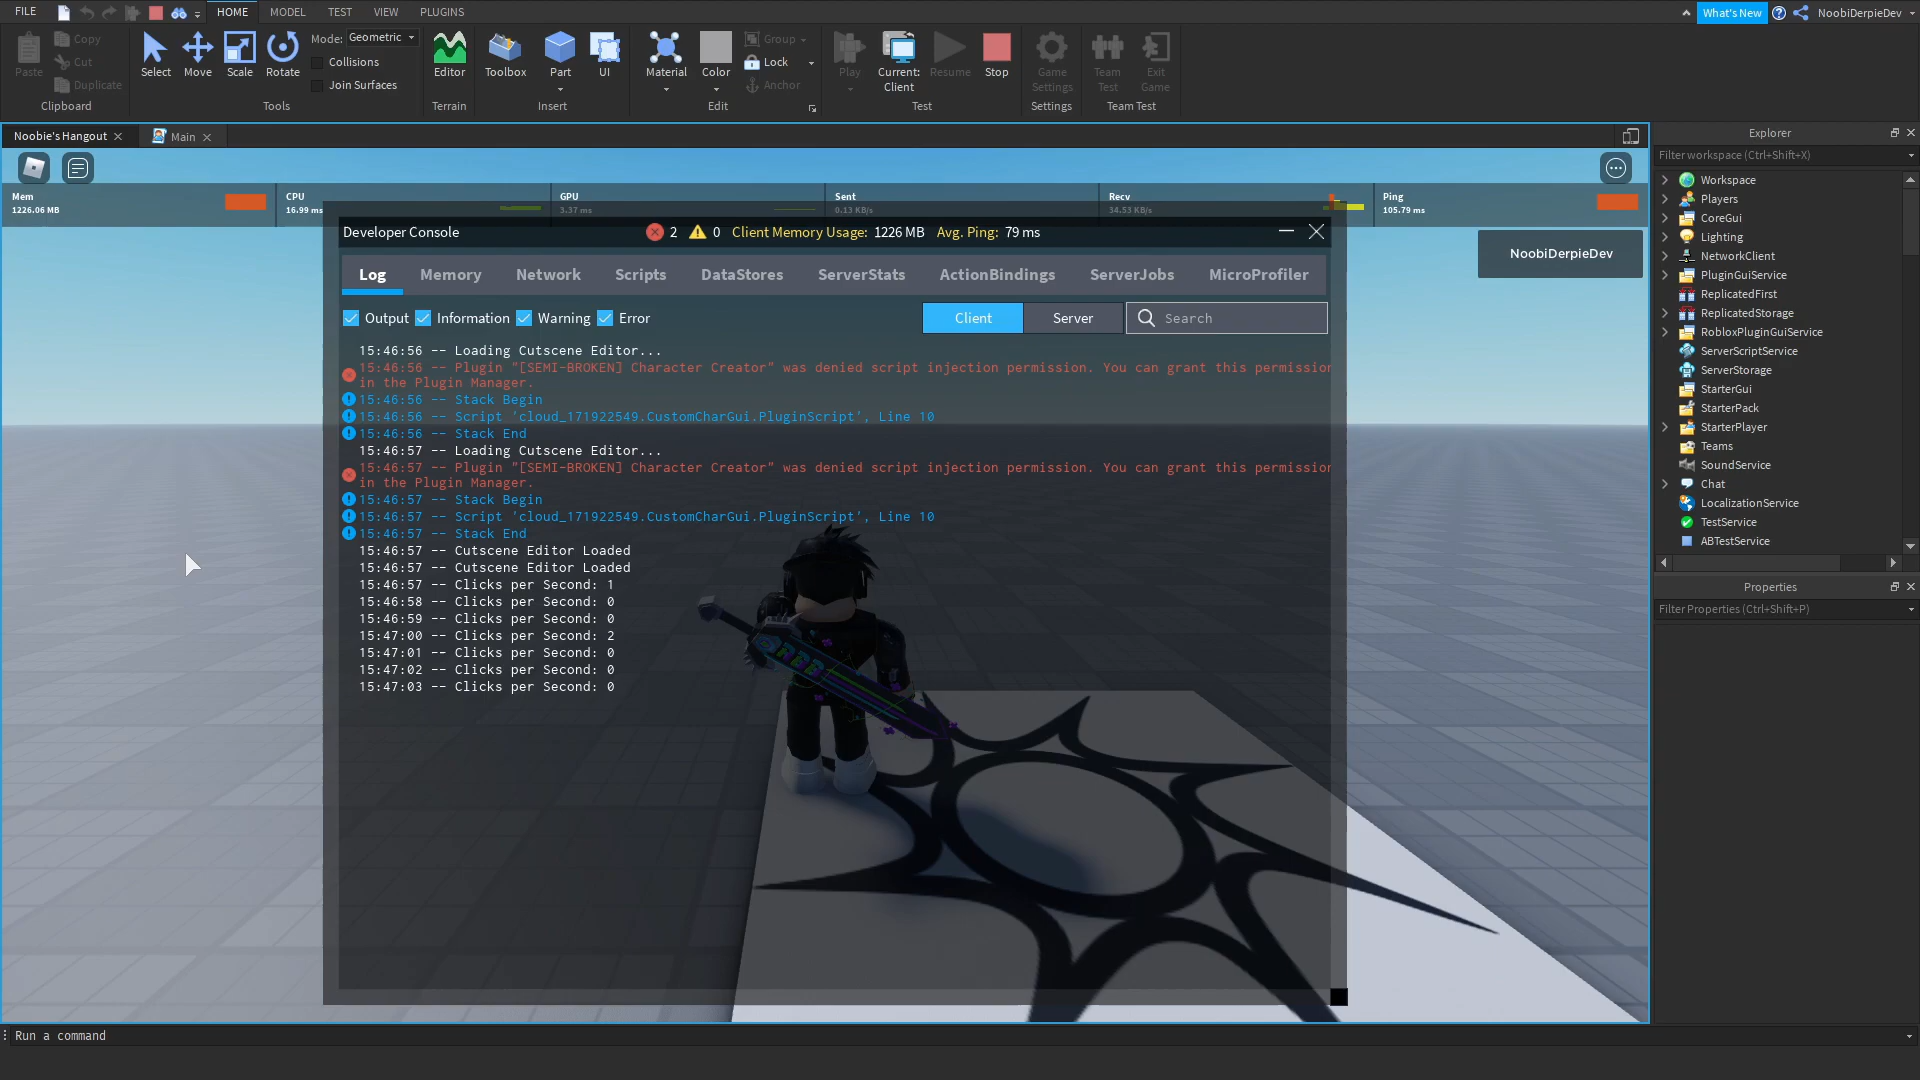 FILE HOME MODEL TEST VIEW PLUGINS What's New NoobiDerpieDev
Paste Copy Cut Duplicate Clipboard
Select Move Scale Rotate Mode: Geometric Collisions Join Surfaces Tools
Editor Terrain
Toolbox Part UI Insert
Material Color Group Lock Anchor Edit
Play Current: Client Resume Stop Test
Game Settings Settings
Team Test Exit Game Team Test
Noobie's Hangout Main
Mem CPU GPU Sent Recv Ping
1226.06 MB 16.99 ms 3.37 ms 0.13 KB/s 34.53 KB/s 105.79 ms
Developer Console 2 0 Client Memory Usage: 1226 MB Avg. Ping: 79 ms
Log Memory Network Scripts DataStores ServerStats ActionBindings ServerJobs MicroProfiler
Output Information Warning Error Client Server Search
15:46:56 -- Loading Cutscene Editor...
15:46:56 -- Plugin "[SEMI-BROKEN] Character Creator" was denied script injection permission. You can grant this permission
in the Plugin Manager.
15:46:56 -- Stack Begin
15:46:56 -- Script 'cloud_171922549.CustomCharGui.PluginScript', Line 10
15:46:56 -- Stack End
15:46:57 -- Loading Cutscene Editor...
15:46:57 -- Plugin "[SEMI-BROKEN] Character Creator" was denied script injection permission. You can grant this permission
in the Plugin Manager.
15:46:57 -- Stack Begin
15:46:57 -- Script 'cloud_171922549.CustomCharGui.PluginScript', Line 10
15:46:57 -- Stack End
15:46:57 -- Cutscene Editor Loaded
15:46:57 -- Cutscene Editor Loaded
15:46:57 -- Clicks per Second: 1
15:46:58 -- Clicks per Second: 0
15:46:59 -- Clicks per Second: 0
15:47:00 -- Clicks per Second: 2
15:47:01 -- Clicks per Second: 0
15:47:02 -- Clicks per Second: 0
15:47:03 -- Clicks per Second: 0
NoobiDerpieDev
Explorer
Filter workspace (Ctrl+Shift+X)
Workspace
Players
CoreGui
Lighting
NetworkClient
PluginGuiService
ReplicatedFirst
ReplicatedStorage
RobloxPluginGuiService
ServerScriptService
ServerStorage
StarterGui
StarterPack
StarterPlayer
Teams
SoundService
Chat
LocalizationService
TestService
ABTestService
Properties
Filter Properties (Ctrl+Shift+P)
Run a command